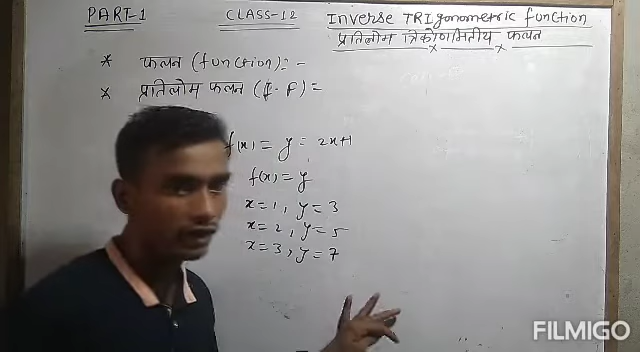 PART-1 CLASS-12 Inverse TRIgonometric function
प्रतिलोम त्रिकोणमितीय फलन
* फलन (function):-
* प्रतिलोम फलन (I.F) =
f(x) = y = 2x+1
f(x) = y
x=1, y=3
x=2, y=5
x=3, y=7
FILMIGO